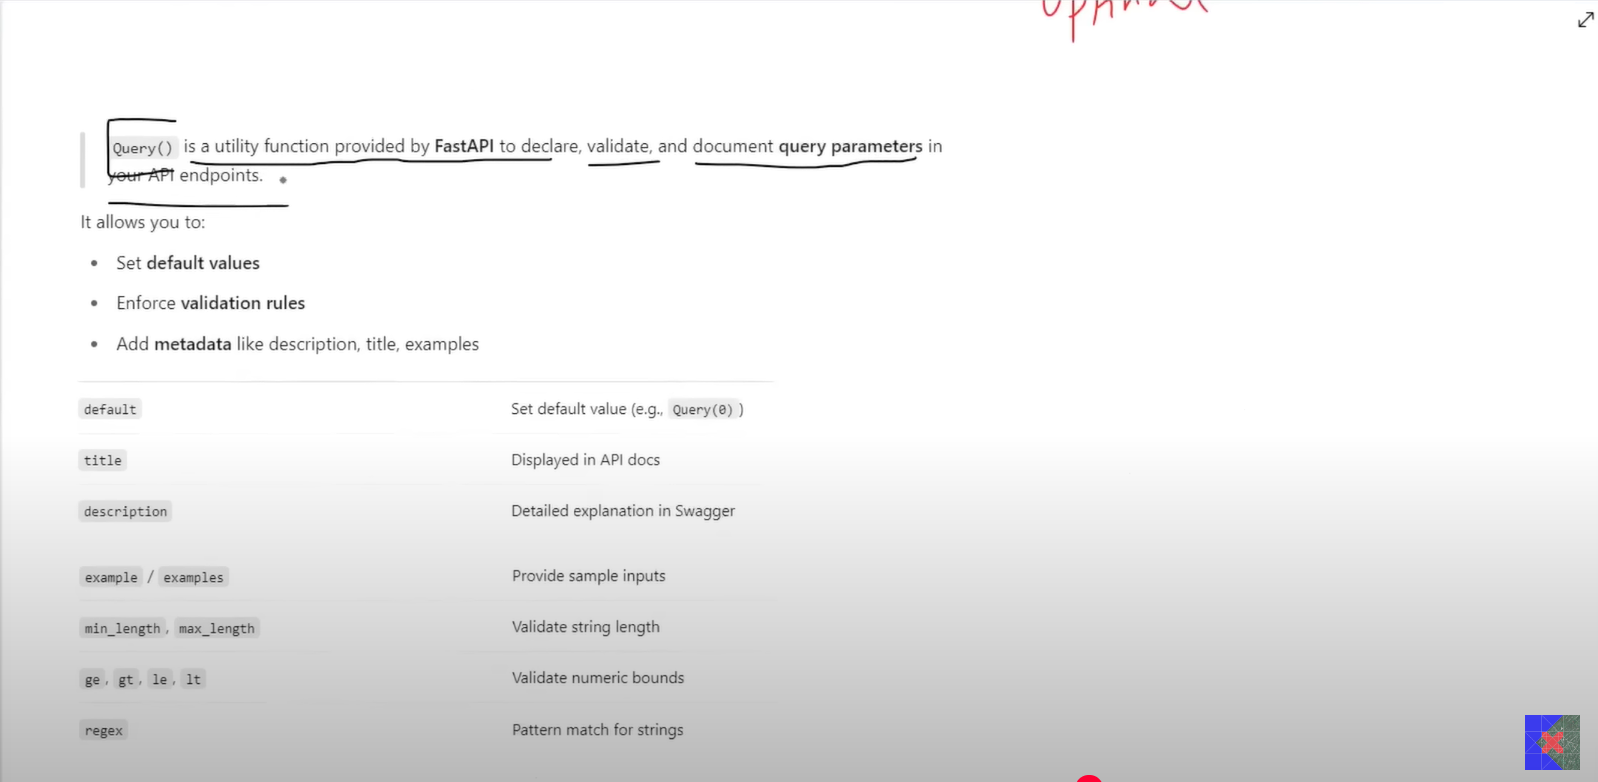 Query() is a utility function provided by FastAPI to declare, validate, and document query parameters in
your API endpoints.
It allows you to:
• Set default values
• Enforce validation rules
• Add metadata like description, title, examples
default Set default value (e.g., Query(0))
title Displayed in API docs
description Detailed explanation in Swagger
example / examples Provide sample inputs
min_length, max_length Validate string length
ge, gt, le, lt Validate numeric bounds
regex Pattern match for strings